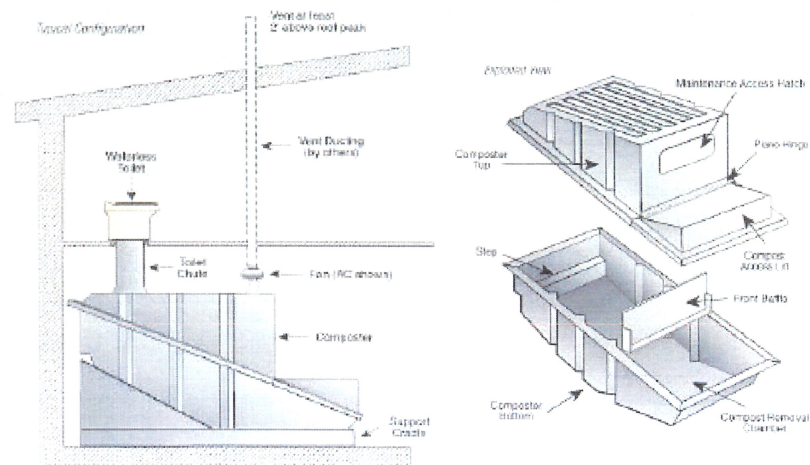 Typical Configuration
Vent at least
2' above roof peak
Vent Ducting
(by others)
Waterless
Toilet
Toilet
Chute
Fan (AC shown)
Composter
Support
Cradle
Exploded View
Maintenance Access Hatch
Piano Hinge
Composter
Top
Compost
Access Lid
Step
Front Baffle
Composter
Bottom
Compost Removal
Chamber